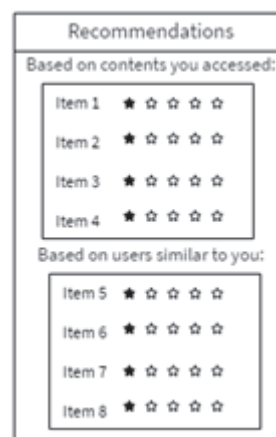 Recommendations
Based on contents you accessed:
Item 1
Item 2
Item 3
Item 4
Based on users similar to you:
Item 5
Item 6
Item 7
Item 8